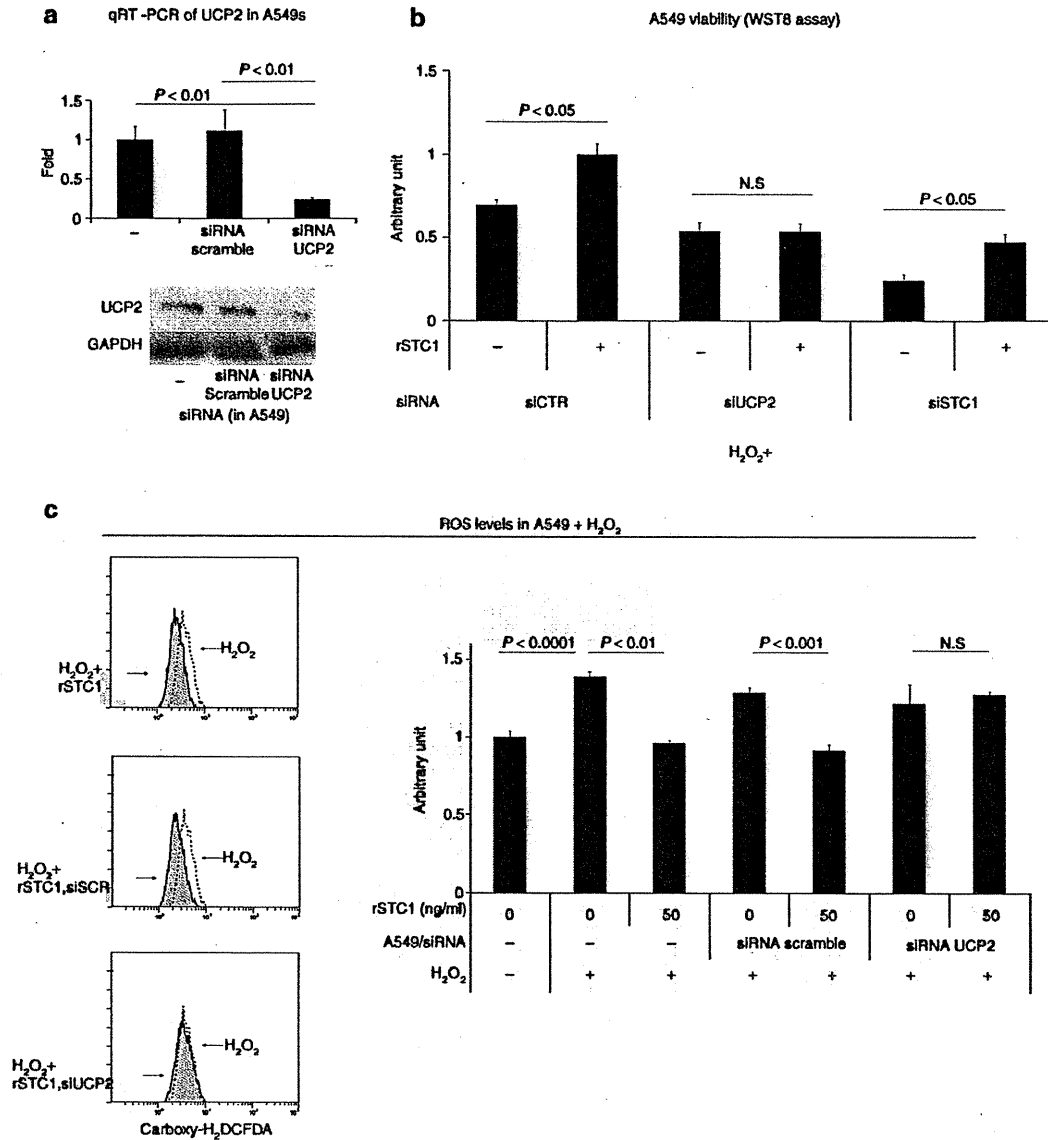 a
qRT -PCR of UCP2 in A549s
P < 0.01
P < 0.01
1.5
1
0.5
0
Fold
–
siRNA scramble
siRNA UCP2
UCP2
GAPDH
–
siRNA Scramble
siRNA UCP2
siRNA (in A549)
b
A549 viability (WST8 assay)
1.5
1
0.5
0
Arbitrary unit
P < 0.05
N.S
P < 0.05
rSTC1 – + – + – +
siRNA siCTR siUCP2 siSTC1
H2O2+
c
ROS levels in A549 + H2O2
H2O2
H2O2+
rSTC1
H2O2
H2O2+
rSTC1,siSCR
H2O2
H2O2+
rSTC1,siUCP2
Carboxy-H2DCFDA
P < 0.0001 P < 0.01 P < 0.001 N.S
1.5
1
0.5
0
Arbitrary unit
rSTC1 (ng/ml) 0 0 50 0 50 0 50
A549/siRNA – – – siRNA scramble siRNA UCP2
H2O2 – + + + + + +